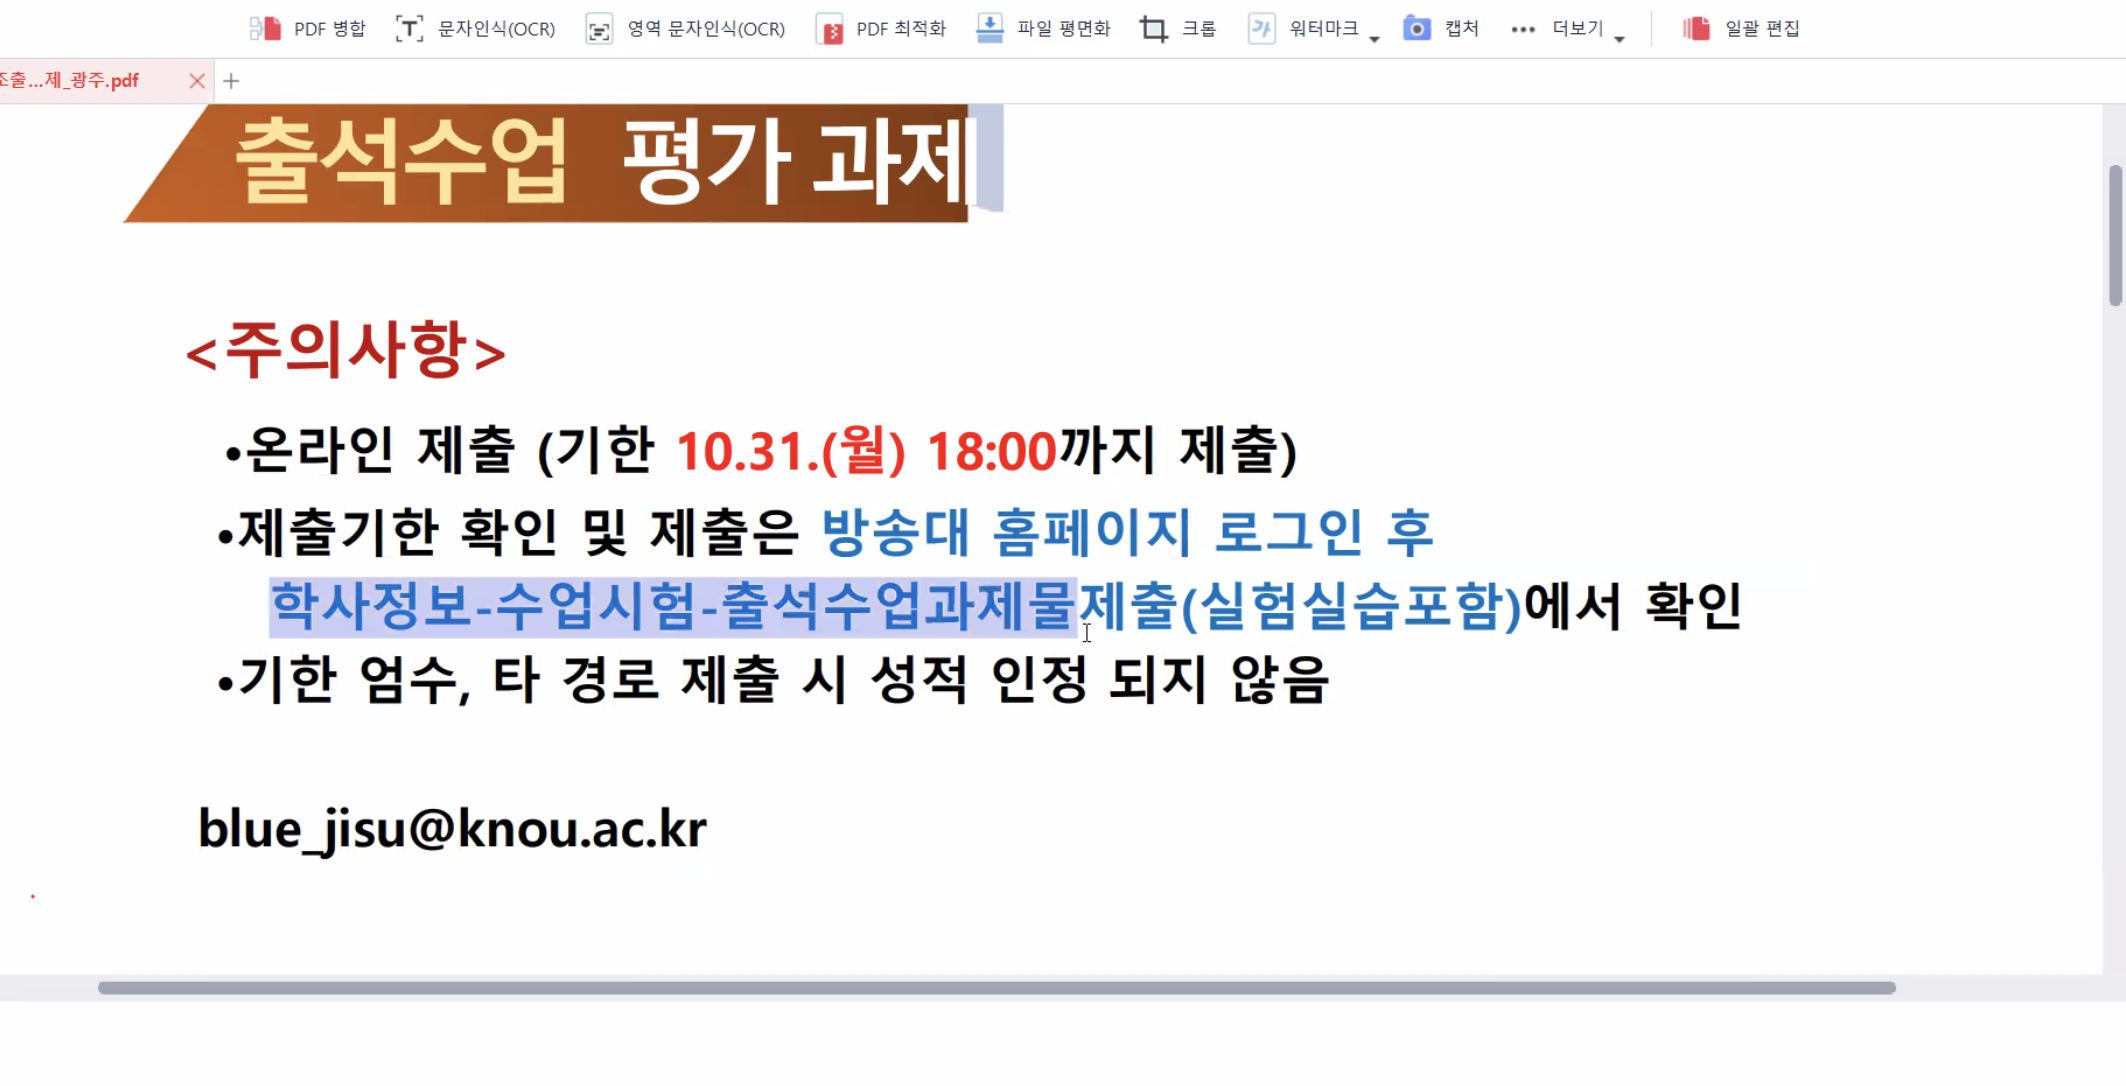 PDF 병합 문자인식(OCR) 영역 문자인식(OCR) PDF 최적화 파일 평면화 크롭 워터마크 캡처 더보기 일괄 편집
조출...제_광주.pdf
출석수업 평가 과제
<주의사항>
•온라인 제출 (기한 10.31.(월) 18:00까지 제출)
•제출기한 확인 및 제출은 방송대 홈페이지 로그인 후
학사정보-수업시험-출석수업과제물제출(실험실습포함)에서 확인
•기한 엄수, 타 경로 제출 시 성적 인정 되지 않음
blue_jisu@knou.ac.kr